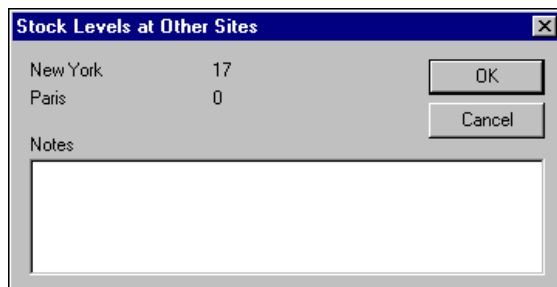 Stock Levels at Other Sites
New York 17
OK
Paris 0
Cancel
Notes